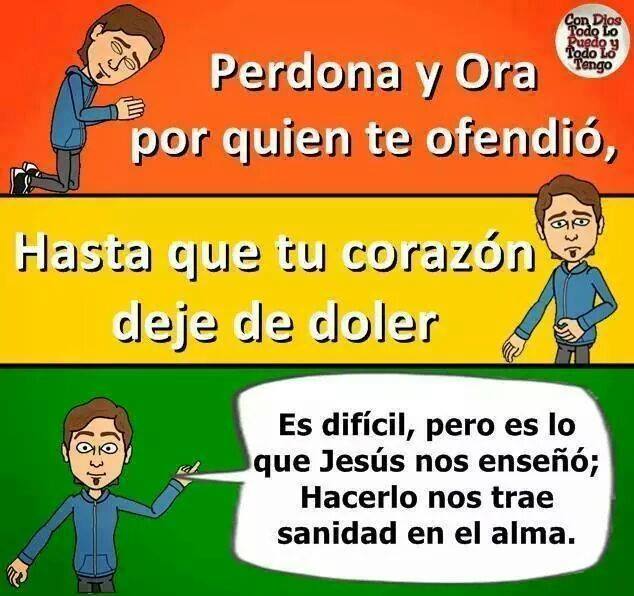 Con Dios
Todo Lo
Puedo y
Todo Lo
Tengo
Perdona y Ora
por quien te ofendió,
Hasta que tu corazón
deje de doler
Es difícil, pero es lo
que Jesús nos enseñó;
Hacerlo nos trae
sanidad en el alma.